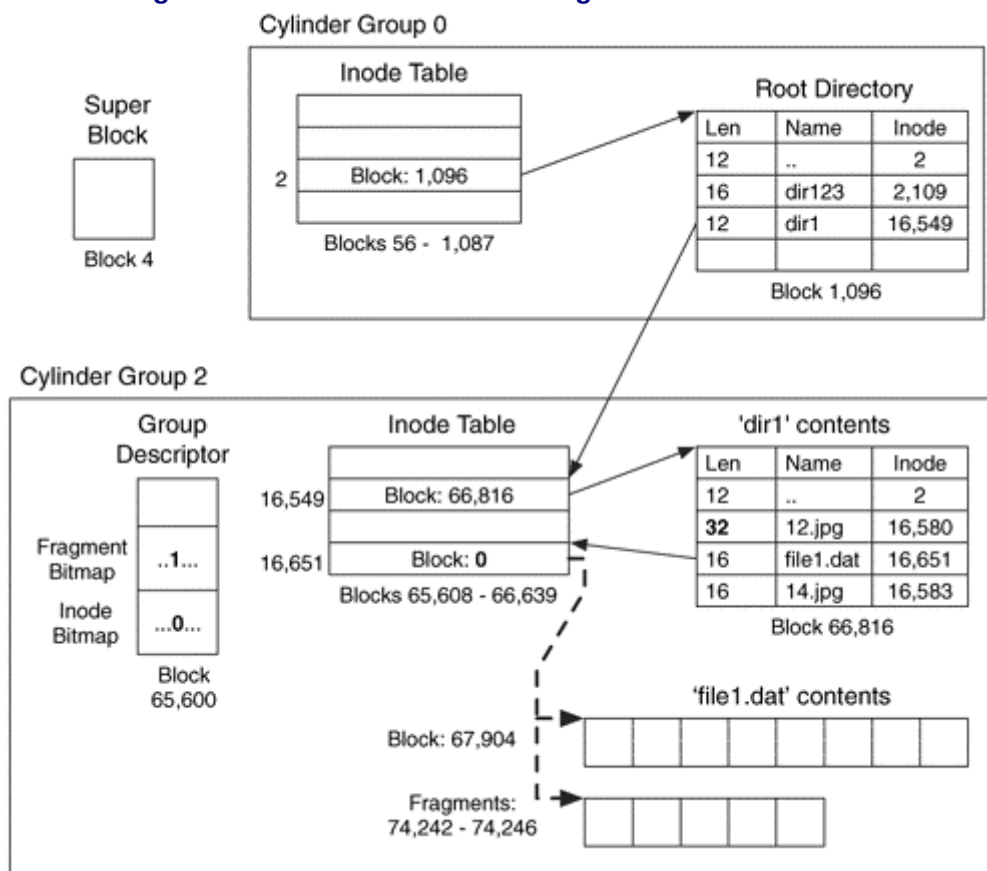 Cylinder Group 0
Super
Block
Block 4
Inode Table
2
Block: 1,096
Blocks 56 - 1,087
Root Directory
Len Name Inode
12 .. 2
16 dir123 2,109
12 dir1 16,549
Block 1,096
Cylinder Group 2
Group
Descriptor
Fragment
Bitmap
..1...
Inode
Bitmap
...0...
Block
65,600
Inode Table
16,549
Block: 66,816
16,651
Block: 0
Blocks 65,608 - 66,639
'dir1' contents
Len Name Inode
12 .. 2
32 12.jpg 16,580
16 file1.dat 16,651
16 14.jpg 16,583
Block 66,816
'file1.dat' contents
Block: 67,904
Fragments:
74,242 - 74,246